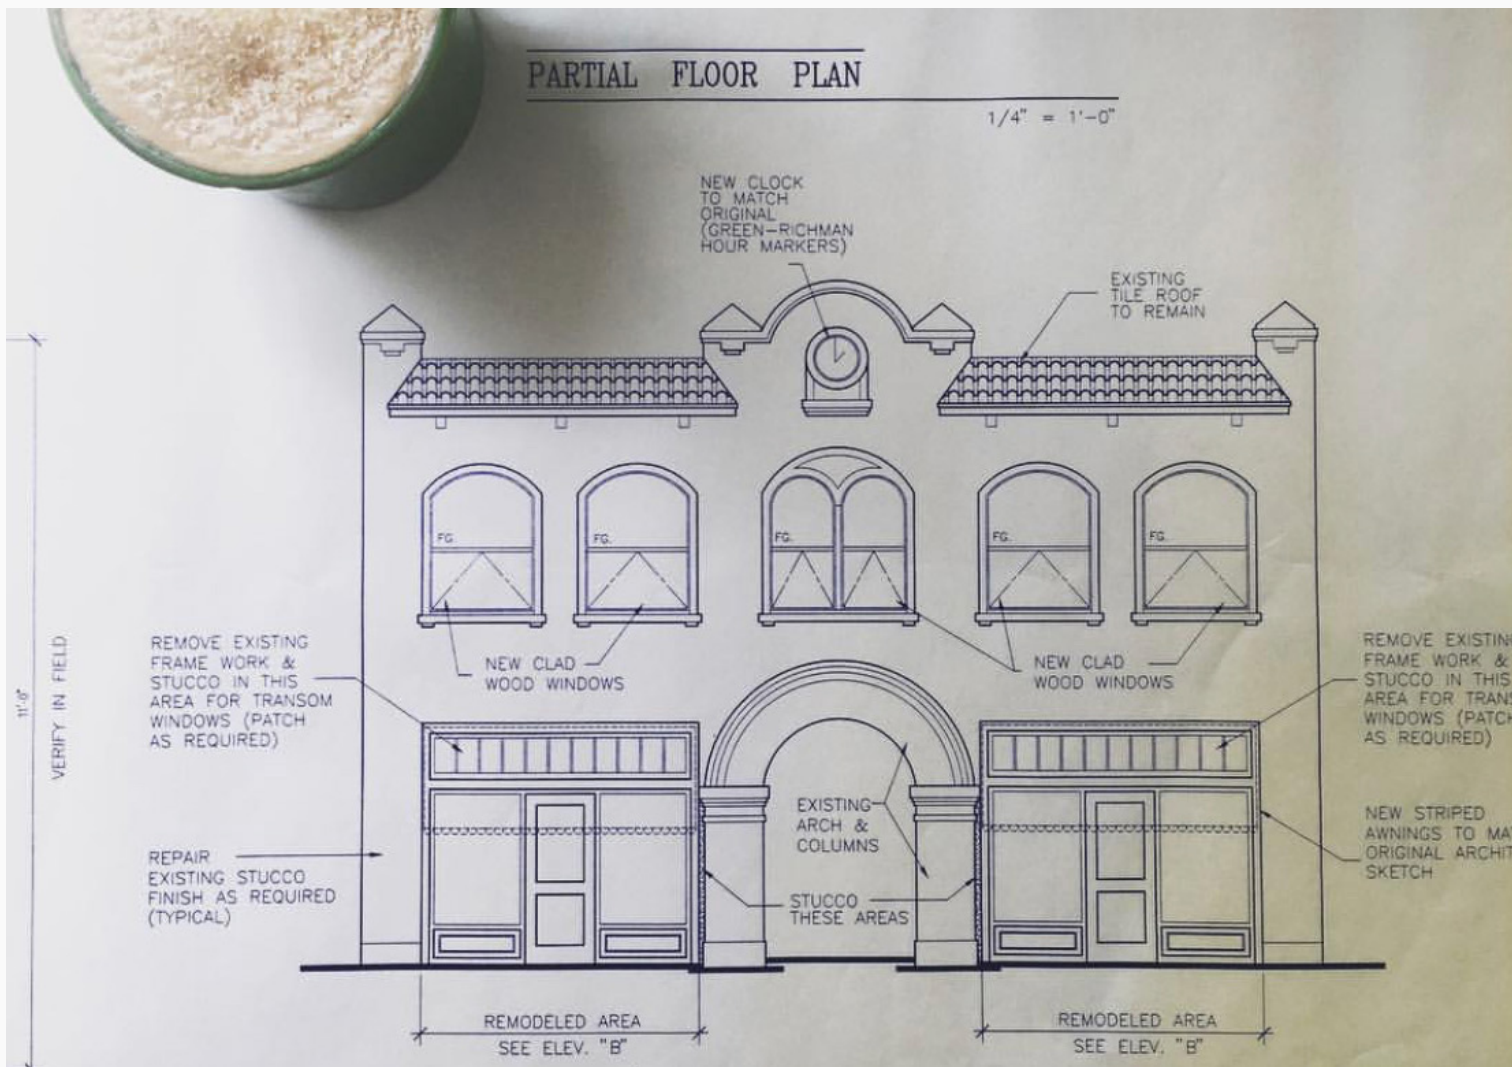 PARTIAL FLOOR PLAN
1/4" = 1'-0"
NEW CLOCK
TO MATCH
ORIGINAL
(GREEN-RICHMAN
HOUR MARKERS)
EXISTING
TILE ROOF
TO REMAIN
FG.
FG.
FG.
FG.
FG.
VERIFY IN FIELD
REMOVE EXISTING
FRAME WORK &
STUCCO IN THIS
AREA FOR TRANSOM
WINDOWS (PATCH
AS REQUIRED)
NEW CLAD
WOOD WINDOWS
NEW CLAD
WOOD WINDOWS
REMOVE EXISTING
FRAME WORK &
STUCCO IN THIS
AREA FOR TRANS
WINDOWS (PATCH
AS REQUIRED)
REPAIR
EXISTING STUCCO
FINISH AS REQUIRED
(TYPICAL)
EXISTING
ARCH &
COLUMNS
STUCCO
THESE AREAS
NEW STRIPED
AWNINGS TO MA
ORIGINAL ARCHIT
SKETCH
REMODELED AREA
SEE ELEV. "B"
REMODELED AREA
SEE ELEV. "B"